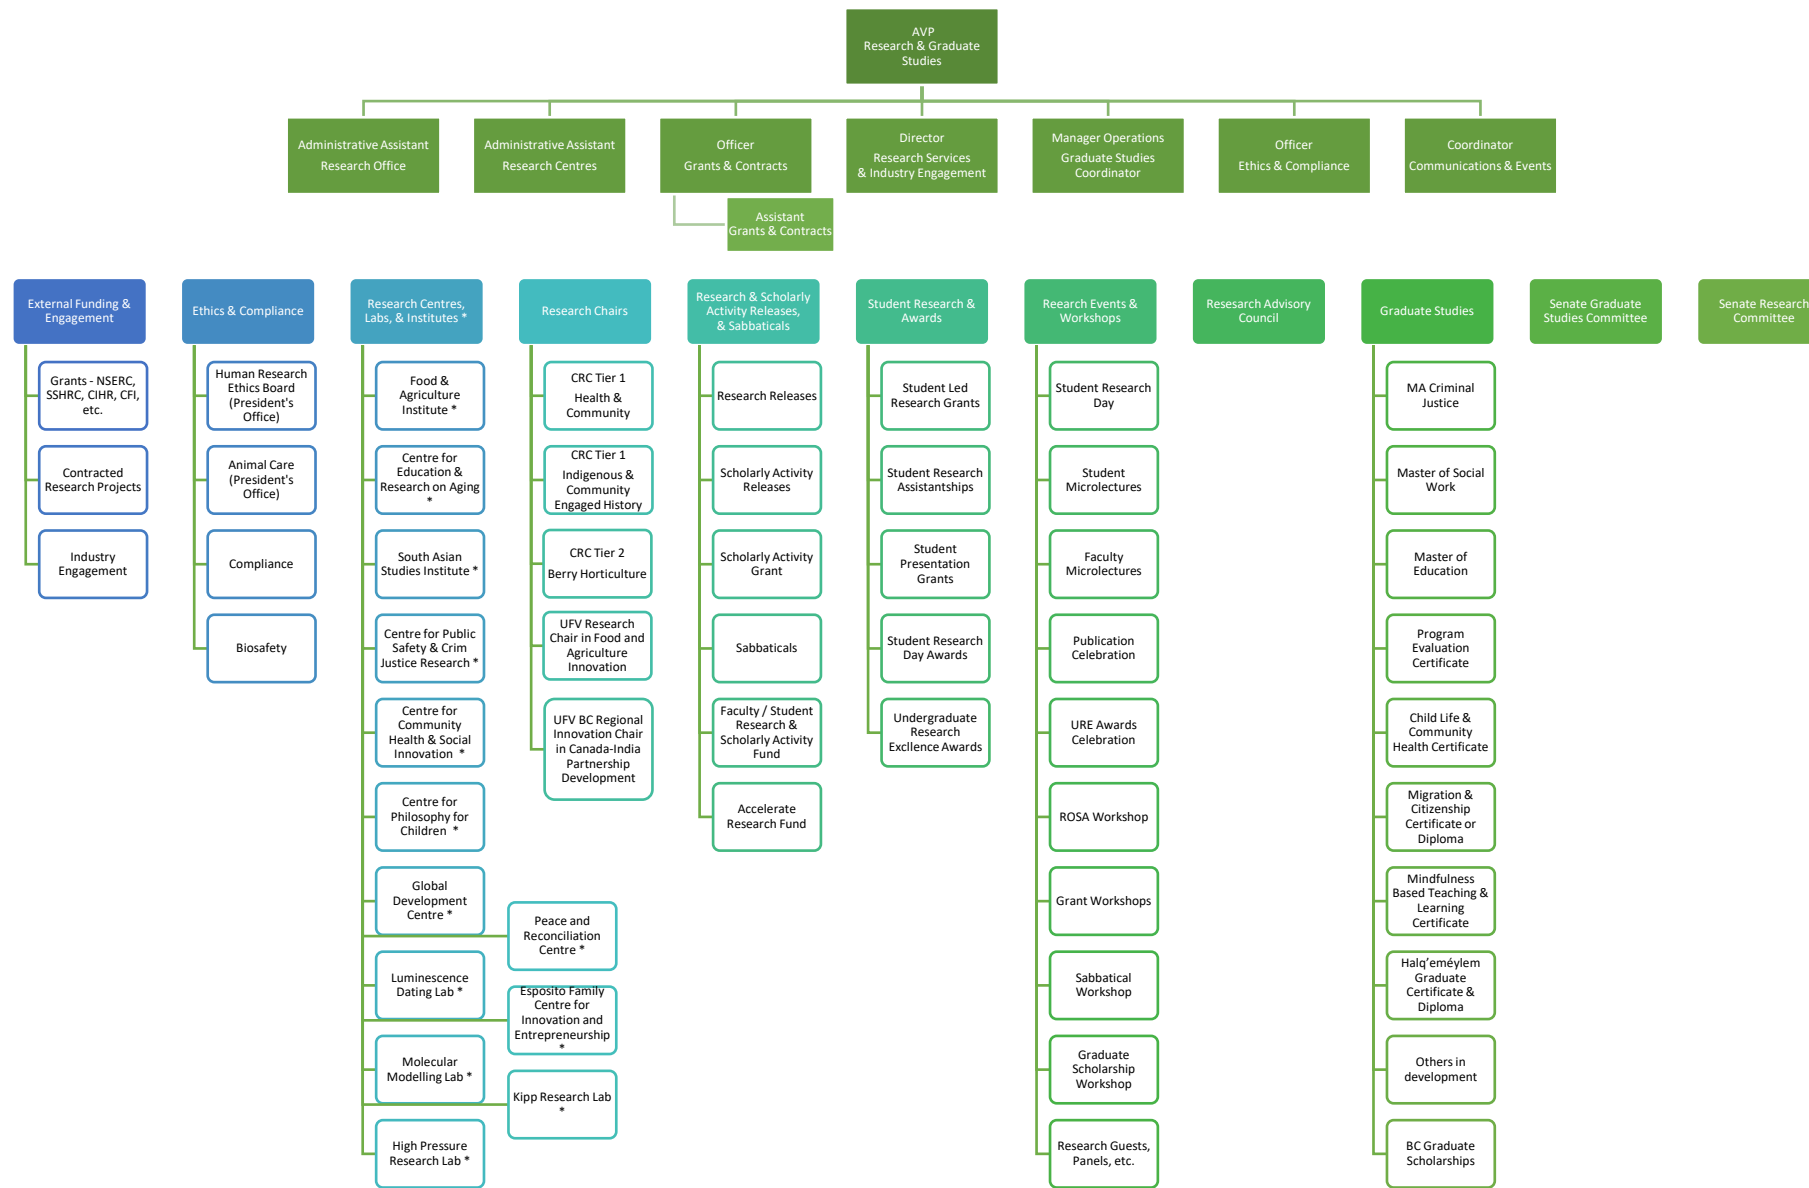 AVP
Research & Graduate
Studies
Administrative Assistant
Research Office
Administrative Assistant
Research Centres
Officer
Grants & Contracts
Director
Research Services
& Industry Engagement
Manager Operations
Graduate Studies
Coordinator
Officer
Ethics & Compliance
Coordinator
Communications & Events
Assistant
Grants & Contracts
External Funding &
Engagement
Grants - NSERC,
SSHRC, CIHR, CFI,
etc.
Contracted
Research Projects
Industry
Engagement
Ethics & Compliance
Human Research
Ethics Board
(President's
Office)
Animal Care
(President's
Office)
Compliance
Biosafety
Research Centres,
Labs, & Institutes *
Food &
Agriculture
Institute *
Centre for
Education &
Research on Aging
*
South Asian
Studies Institute *
Centre for Public
Safety & Crim
Justice Research *
Centre for
Community
Health & Social
Innovation *
Centre for
Philosophy for
Children *
Global
Development
Centre *
Peace and
Reconciliation
Centre *
Luminescence
Dating Lab *
Esposito Family
Centre for
Innovation and
Entrepreneurship
*
Molecular
Modelling Lab *
Kipp Research Lab
*
High Pressure
Research Lab *
Research Chairs
CRC Tier 1
Health &
Community
CRC Tier 1
Indigenous &
Community
Engaged History
CRC Tier 2
Berry Horticulture
UFV Research
Chair in Food and
Agriculture
Innovation
UFV BC Regional
Innovation Chair
in Canada-India
Partnership
Development
Research & Scholarly
Activity Releases,
& Sabbaticals
Research Releases
Scholarly Activity
Releases
Scholarly Activity
Grant
Sabbaticals
Faculty / Student
Research &
Scholarly Activity
Fund
Accelerate
Research Fund
Student Research &
Awards
Student Led
Research Grants
Student Research
Assistantships
Student
Presentation
Grants
Student Research
Day Awards
Undergraduate
Research
Excllence Awards
Reearch Events &
Workshops
Student Research
Day
Student
Microlectures
Faculty
Microlectures
Publication
Celebration
URE Awards
Celebration
ROSA Workshop
Grant Workshops
Sabbatical
Workshop
Graduate
Scholarship
Workshop
Research Guests,
Panels, etc.
Resesarch Advisory
Council
Graduate Studies
MA Criminal
Justice
Master of Social
Work
Master of
Education
Program
Evaluation
Certificate
Child Life &
Community
Health Certificate
Migration &
Citizenship
Certificate or
Diploma
Mindfulness
Based Teaching &
Learning
Certificate
Halq’eméylem
Graduate
Certificate &
Diploma
Others in
development
BC Graduate
Scholarships
Senate Graduate
Studies Committee
Senate Research
Committee